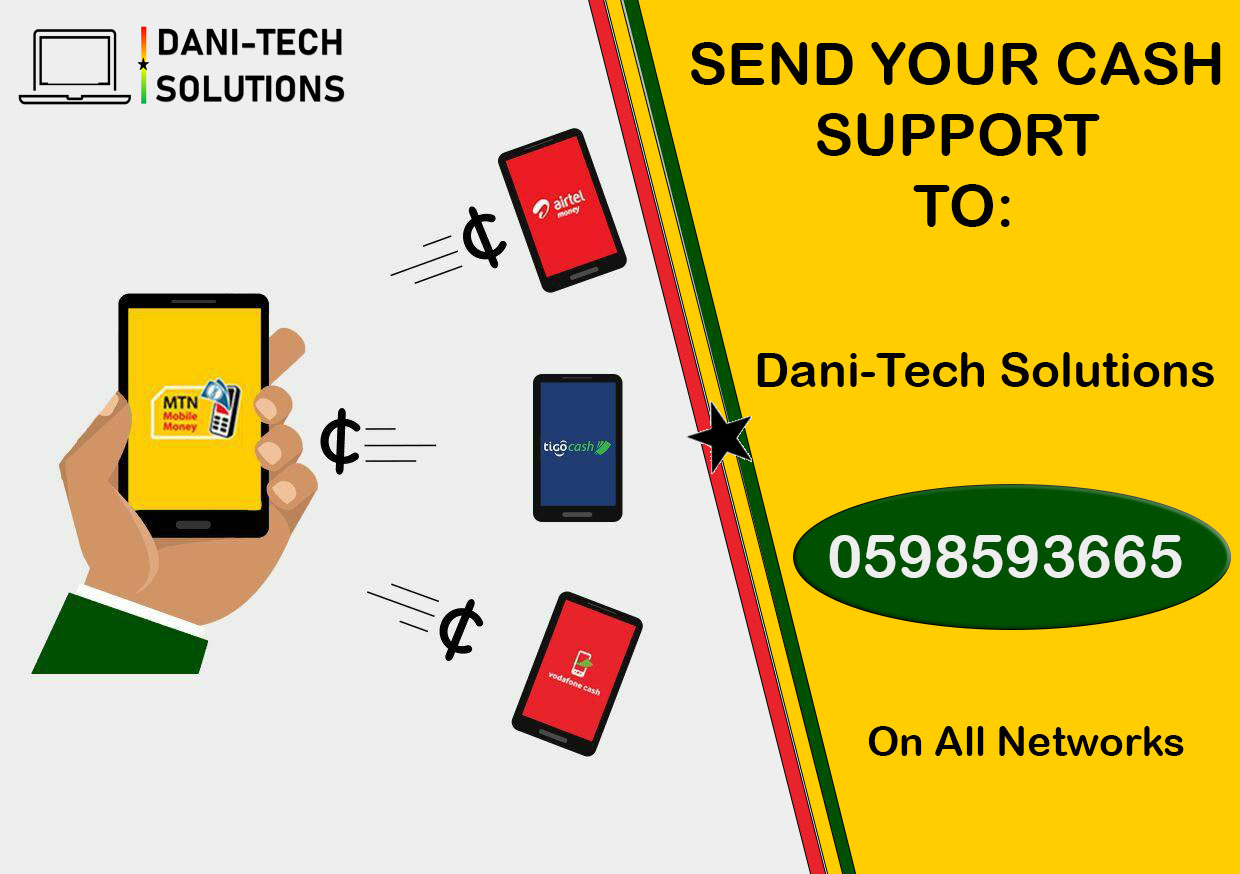 DANI-TECH
SOLUTIONS
SEND YOUR CASH
SUPPORT
TO:
airtel
money
MTN
Mobile
Money
tigo cash
vodafone cash
Dani-Tech Solutions
0598593665
On All Networks